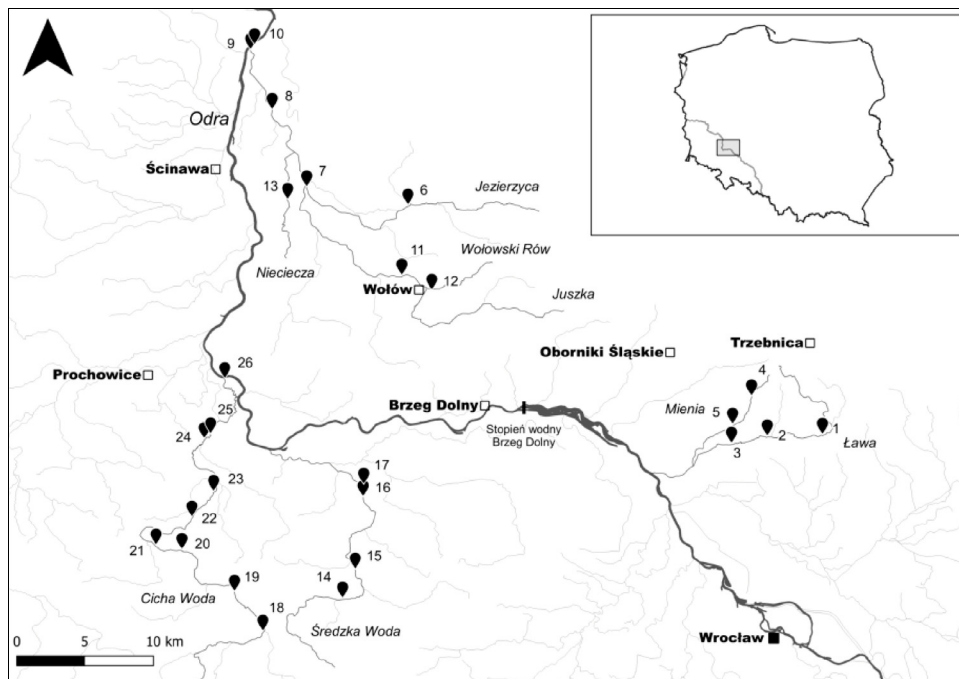 9
10
8
Odra
Ścinawa
7
13
6
Jezierzyca
Nieciecza
11
Wołowski Rów
12
Wołów
Juszka
26
Prochowice
Oborniki Śląskie
Trzebnica
Brzeg Dolny
Stopień wodny
Brzeg Dolny
4
Mienia
5
3
2
1
Ława
25
24
17
16
23
22
21
20
15
14
19
Cicha Woda
18
Średzka Woda
Wrocław
0
5
10 km